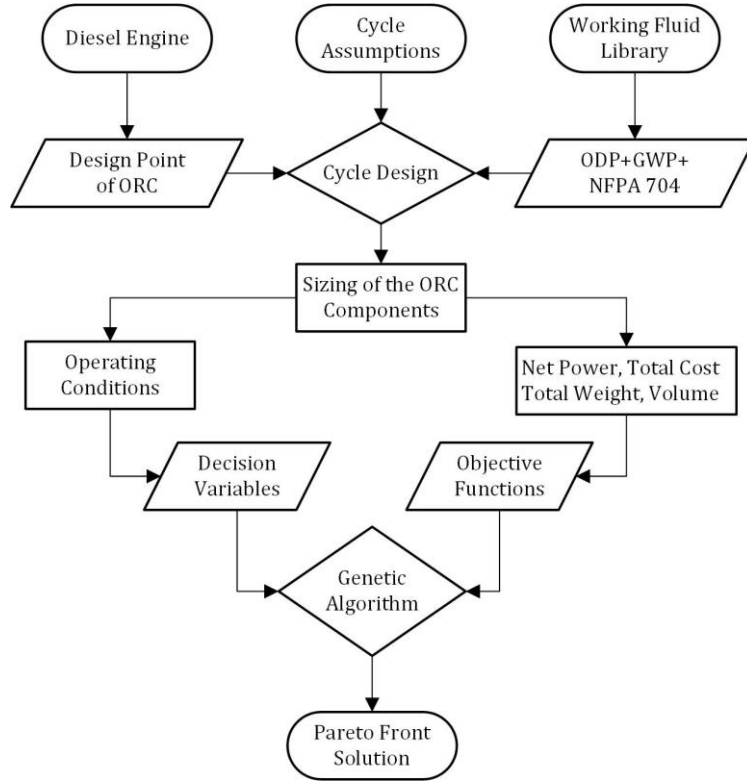 Diesel Engine
Cycle
Assumptions
Working Fluid
Library
Design Point
of ORC
Cycle Design
ODP+GWP+
NFPA 704
Sizing of the ORC
Components
Operating
Conditions
Net Power, Total Cost
Total Weight, Volume
Decision
Variables
Objective
Functions
Genetic
Algorithm
Pareto Front
Solution